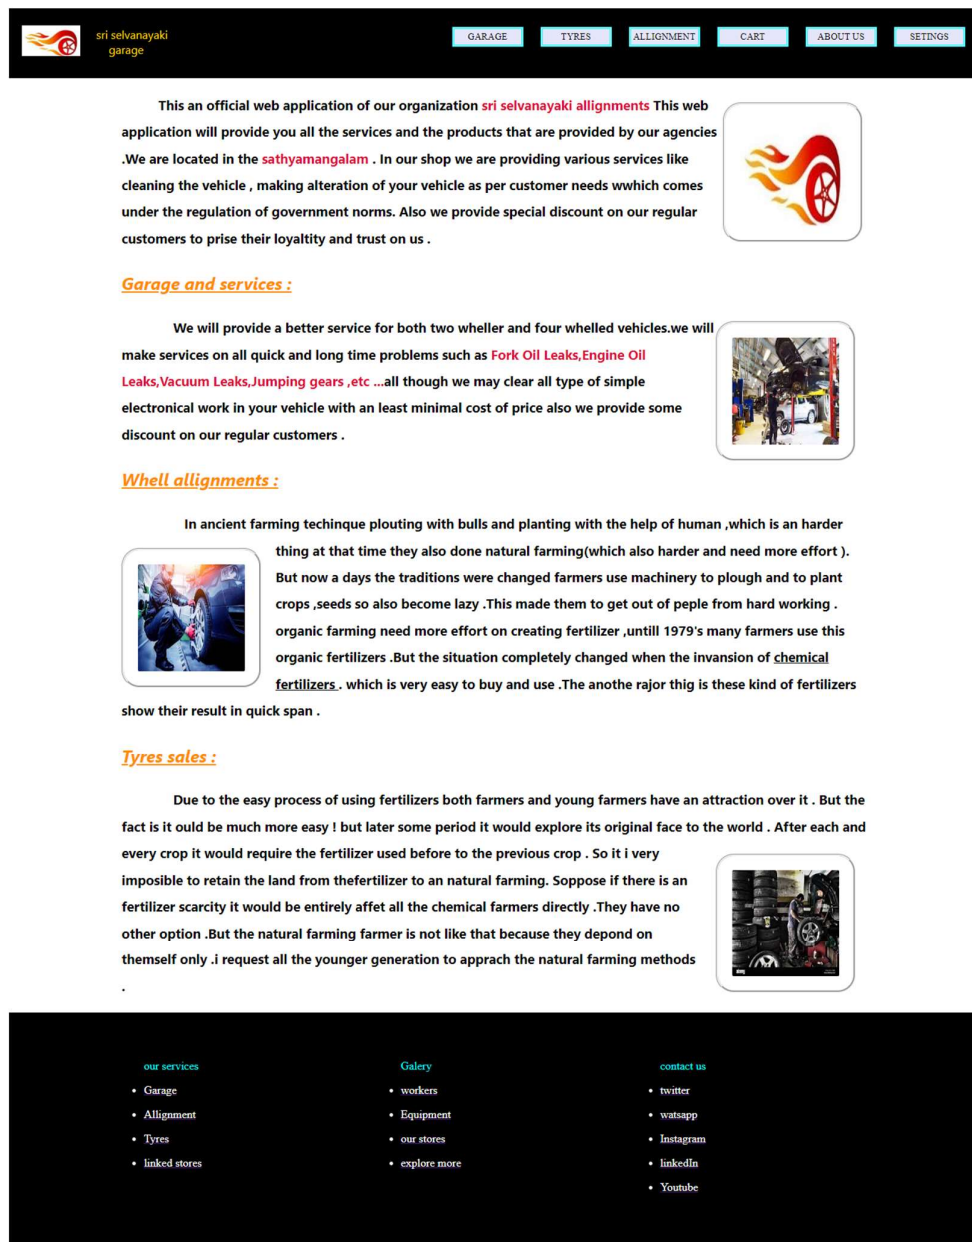 sri selvanayaki
garage
GARAGE
TYRES
ALLIGNMENT
CART
ABOUT US
SETINGS
This an official web application of our organization sri selvanayaki allignments This web
application will provide you all the services and the products that are provided by our agencies
.We are located in the sathyamangalam . In our shop we are providing various services like
cleaning the vehicle , making alteration of your vehicle as per customer needs wwhich comes
under the regulation of government norms. Also we provide special discount on our regular
customers to prise their loyaltity and trust on us .
Garage and services :
We will provide a better service for both two wheller and four whelled vehicles.we will
make services on all quick and long time problems such as Fork Oil Leaks,Engine Oil
Leaks,Vacuum Leaks,Jumping gears ,etc ...all though we may clear all type of simple
electronical work in your vehicle with an least minimal cost of price also we provide some
discount on our regular customers .
Whell allignments :
In ancient farming techinque plouting with bulls and planting with the help of human ,which is an harder
thing at that time they also done natural farming(which also harder and need more effort ).
But now a days the traditions were changed farmers use machinery to plough and to plant
crops ,seeds so also become lazy .This made them to get out of peple from hard working .
organic farming need more effort on creating fertilizer ,untill 1979's many farmers use this
organic fertilizers .But the situation completely changed when the invansion of chemical
fertilizers . which is very easy to buy and use .The anothe rajor thig is these kind of fertilizers
show their result in quick span .
Tyres sales :
Due to the easy process of using fertilizers both farmers and young farmers have an attraction over it . But the
fact is it ould be much more easy ! but later some period it would explore its original face to the world . After each and
every crop it would require the fertilizer used before to the previous crop . So it i very
imposible to retain the land from thefertilizer to an natural farming. Soppose if there is an
fertilizer scarcity it would be entirely affet all the chemical farmers directly .They have no
other option .But the natural farming farmer is not like that because they depond on
themself only .i request all the younger generation to apprach the natural farming methods
.
our services
Garage
Allignment
Tyres
linked stores
Galery
workers
Equipment
our stores
explore more
contact us
twitter
watsapp
Instagram
linkedIn
Youtube